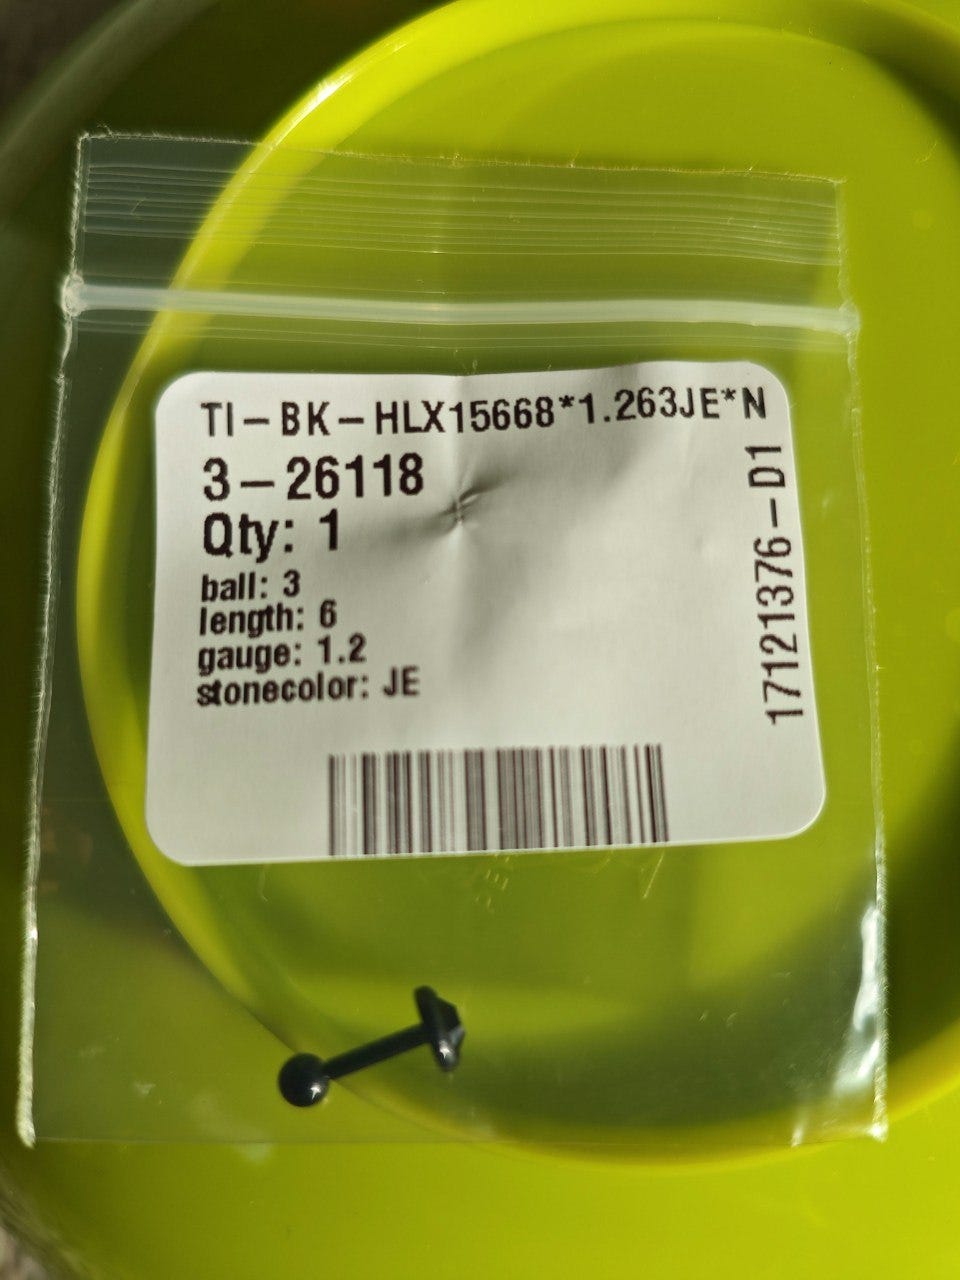 TI-BK-HLX15668*1.263JE*N
3-26118
Qty: 1
ball: 3
length: 6
gauge: 1.2
stonecolor: JE
17121376-D1